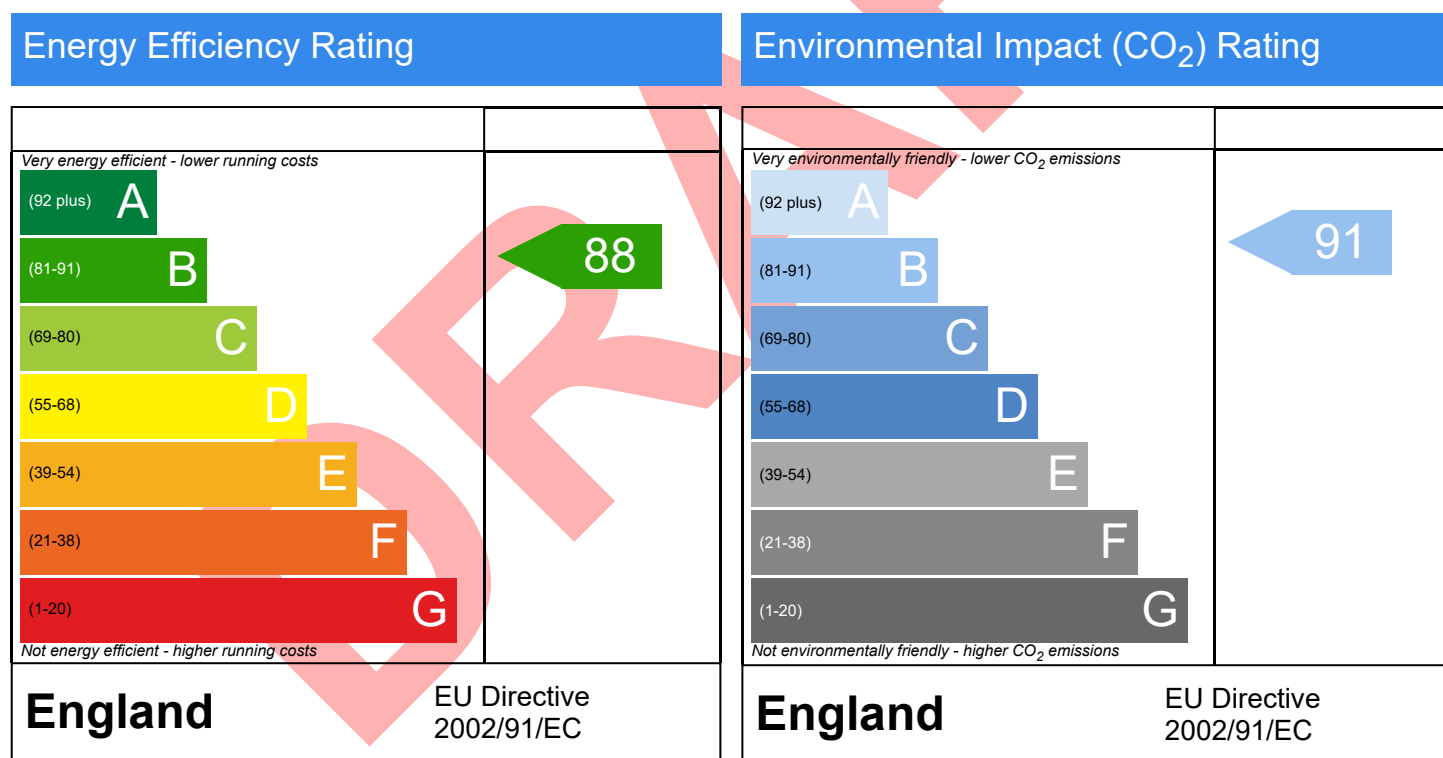 Energy Efficiency Rating
Very energy efficient - lower running costs
(92 plus) A
(81-91) B
(69-80) C
(55-68) D
(39-54) E
(21-38) F
(1-20) G
Not energy efficient - higher running costs
88
England
EU Directive
2002/91/EC
Environmental Impact (CO2) Rating
Very environmentally friendly - lower CO2 emissions
(92 plus) A
(81-91) B
(69-80) C
(55-68) D
(39-54) E
(21-38) F
(1-20) G
Not environmentally friendly - higher CO2 emissions
91
England
EU Directive
2002/91/EC